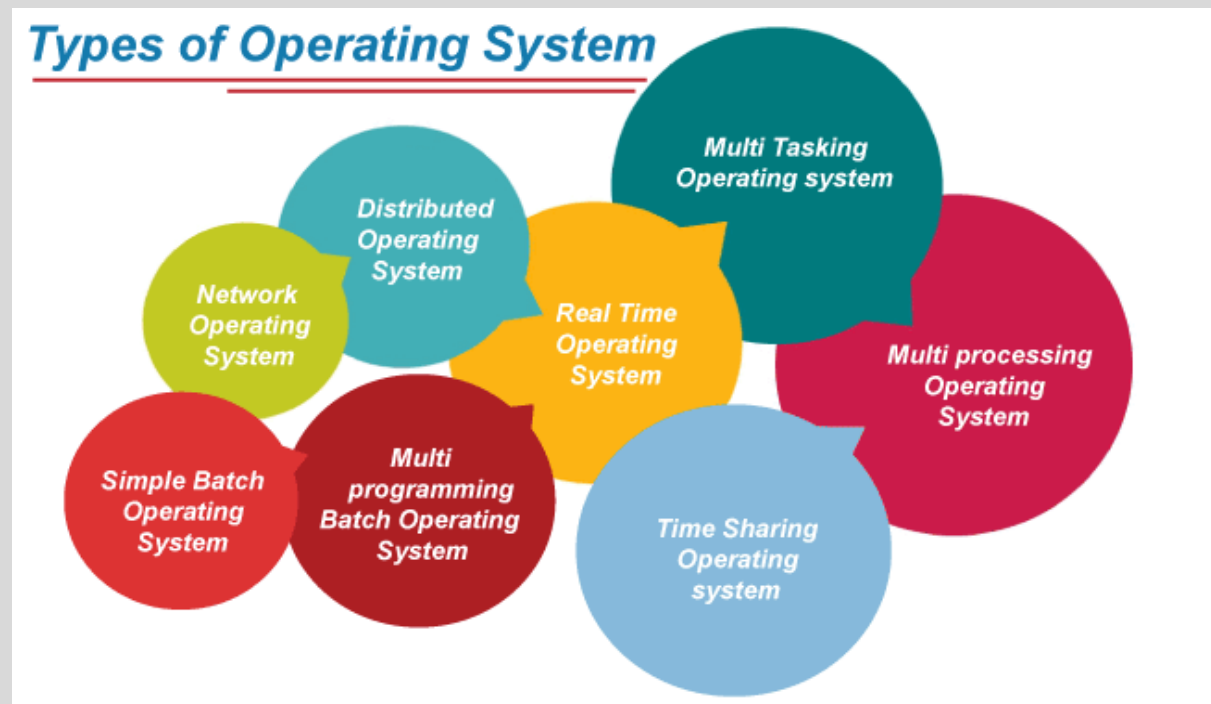 Types of Operating System
Multi Tasking
Operating system
Distributed
Operating
System
Network
Operating
System
Real Time
Operating
System
Multi processing
Operating
System
Simple Batch
Operating
System
Multi
programming
Batch Operating
System
Time Sharing
Operating
system